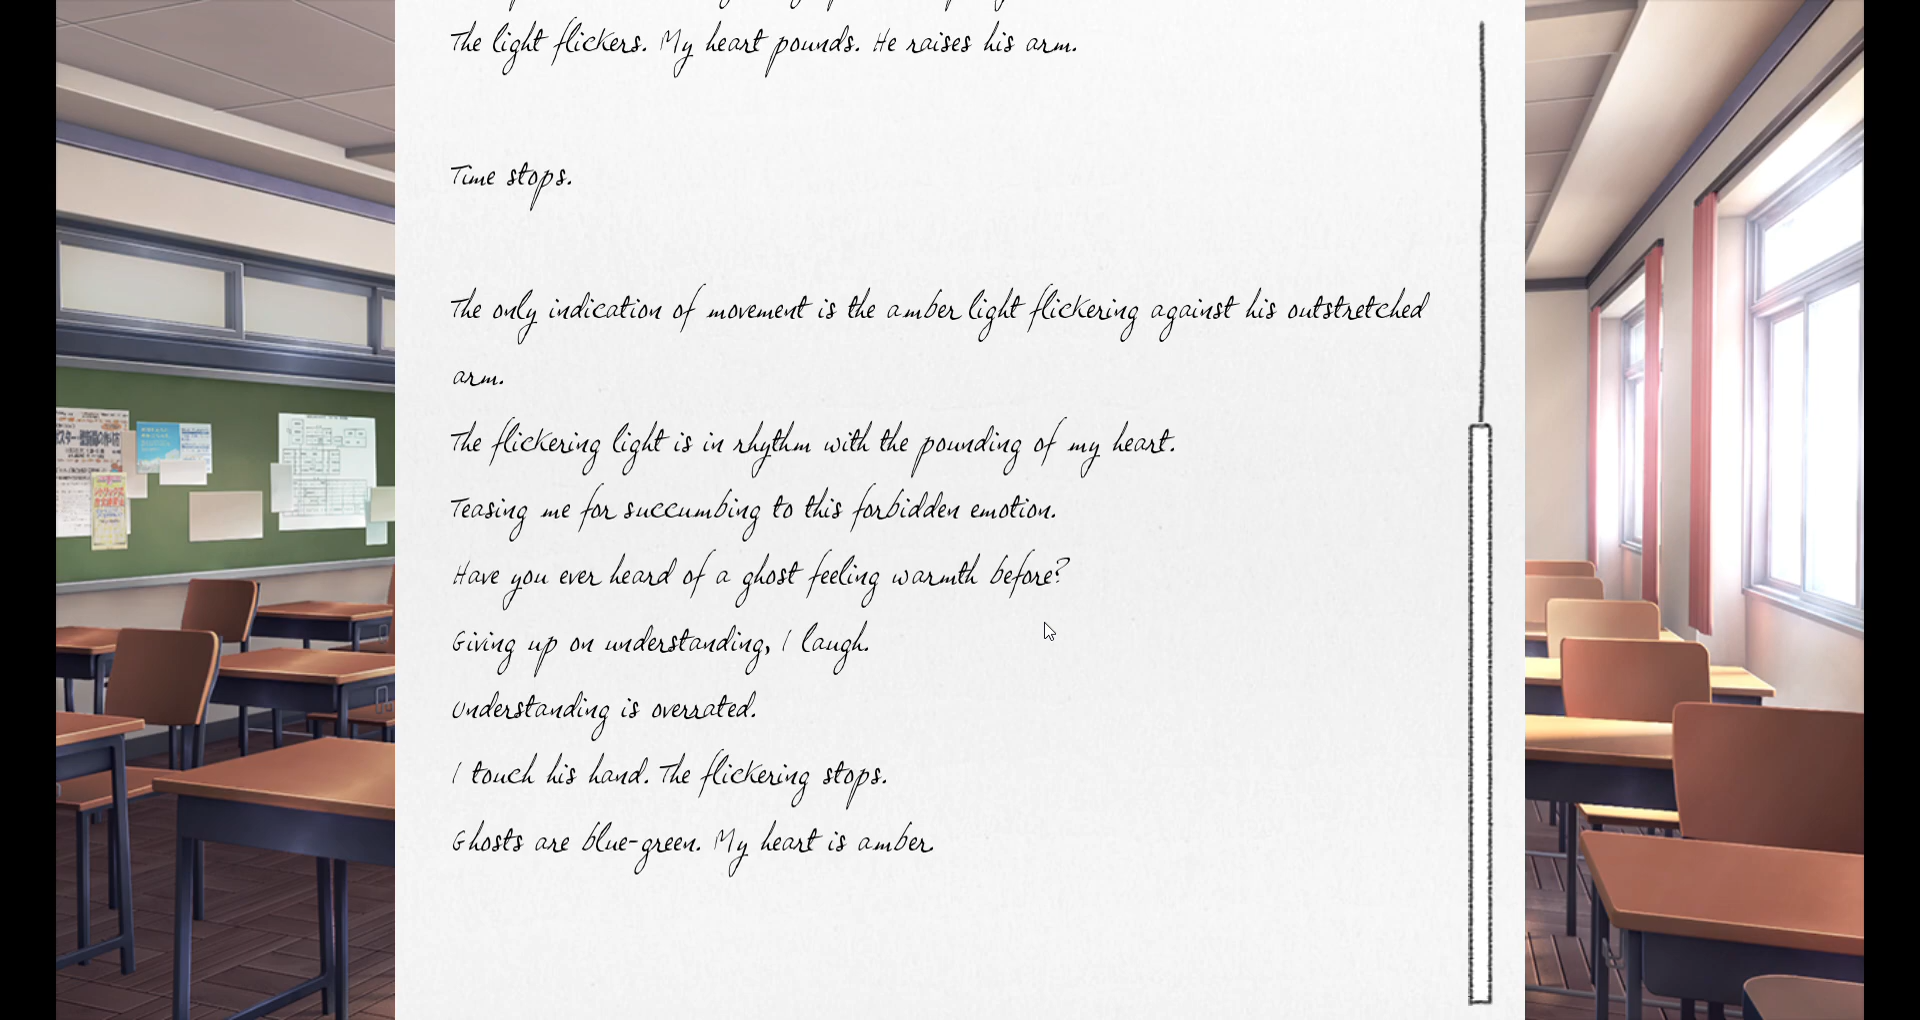 The light flickers. My heart pounds. He raises his arm.
Time stops.
The only indication of movement is the amber light flickering against his outstretched
arm.
The flickering light is in rhythm with the pounding of my heart.
Teasing me for succumbing to this forbidden emotion.
Have you ever heard of a ghost feeling warmth before?
Giving up on understanding, I laugh.
Understanding is overrated.
I touch his hand. The flickering stops.
Ghosts are blue-green. My heart is amber.